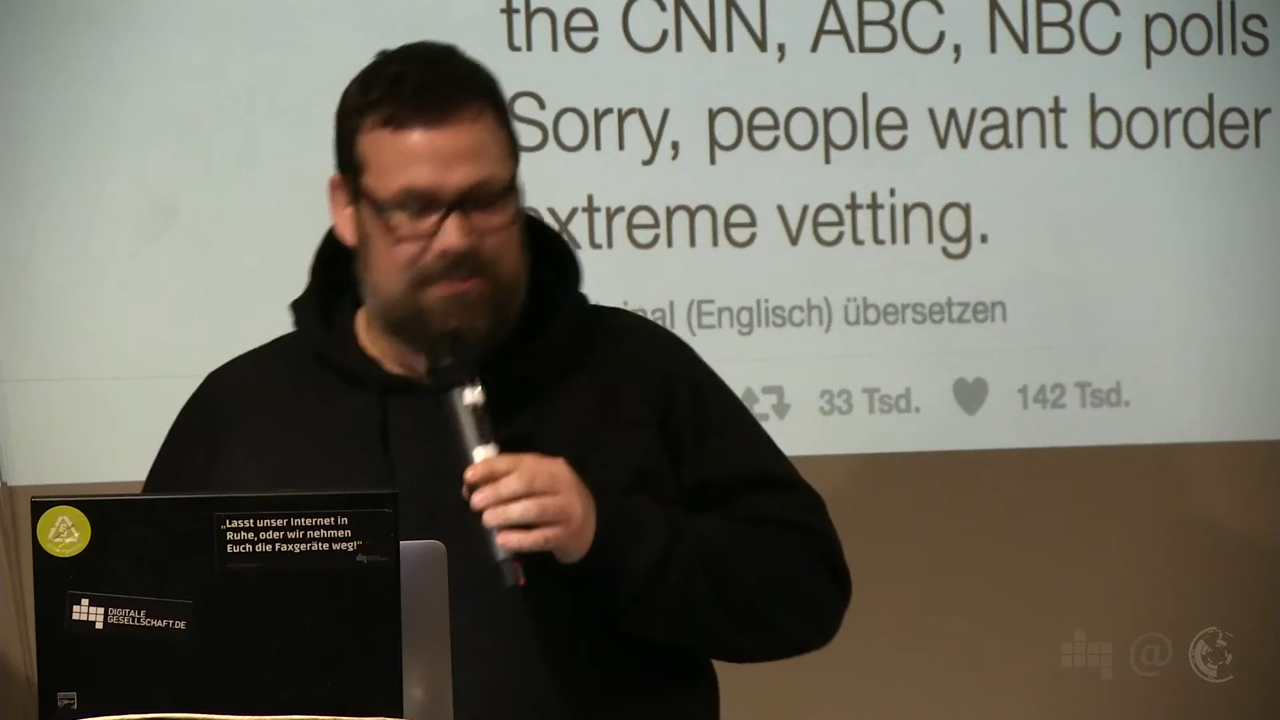 the CNN, ABC, NBC polls
Sorry, people want border
extreme vetting.
(Englisch) übersetzen
33 Tsd. 142 Tsd.
„Lasst unser Internet in
Ruhe, oder wir nehmen
Euch die Faxgeräte weg!“
DIGITALE
GESELLSCHAFT.DE
@